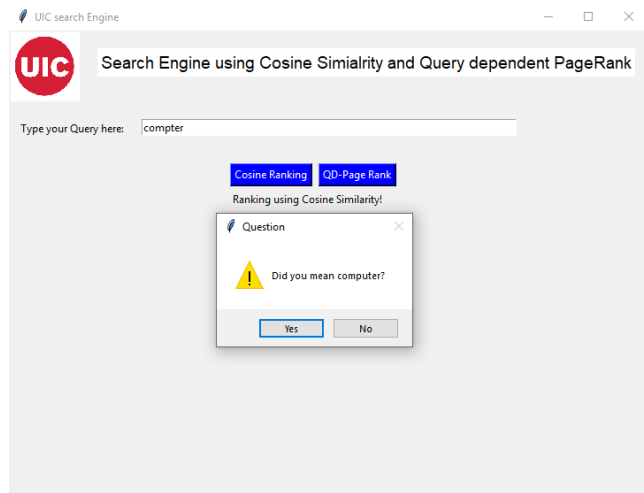 UIC search Engine
UIC
Search Engine using Cosine Simialrity and Query dependent PageRank
Type your Query here: compter
Cosine Ranking QD-Page Rank
Ranking using Cosine Similarity!
Question
Did you mean computer?
Yes No